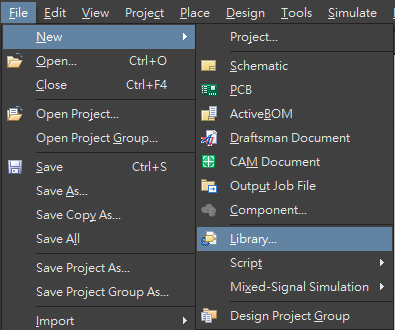 File Edit View Project Place Design Tools Simulate
New
Open... Ctrl+O
Close Ctrl+F4
Open Project...
Open Project Group...
Save Ctrl+S
Save As...
Save Copy As...
Save All
Save Project As...
Save Project Group As...
Import
Project...
Schematic
PCB
ActiveBOM
Draftsman Document
CAM Document
Output Job File
Component...
Library...
Script
Mixed-Signal Simulation
Design Project Group